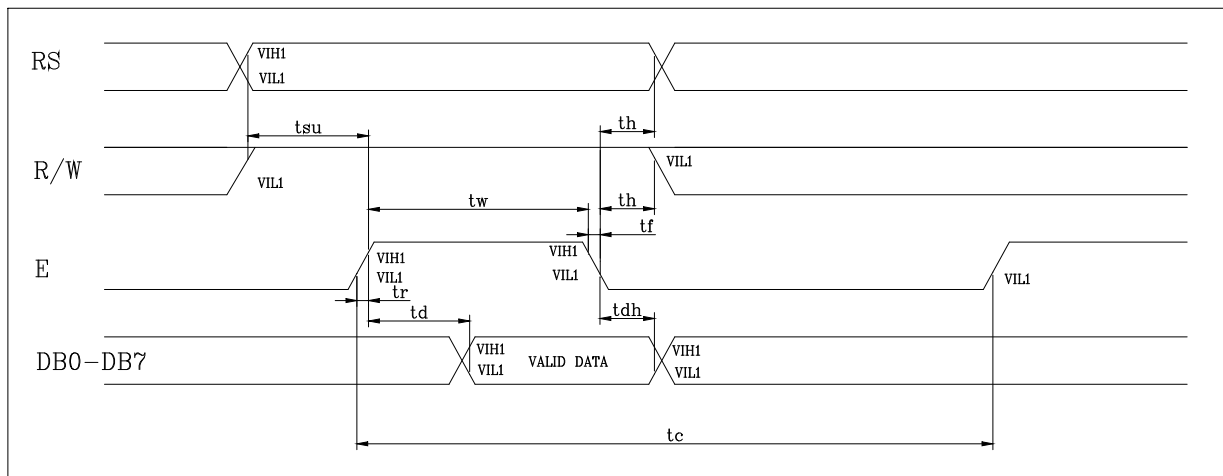 RS
VIH1
VIL1
tsu
th
R/W
VIL1
VIL1
tw
th
tf
E
VIH1
VIL1
VIH1
VIL1
VIL1
tr
td
tdh
DB0-DB7
VIH1
VIL1
VALID DATA
VIH1
VIL1
tc